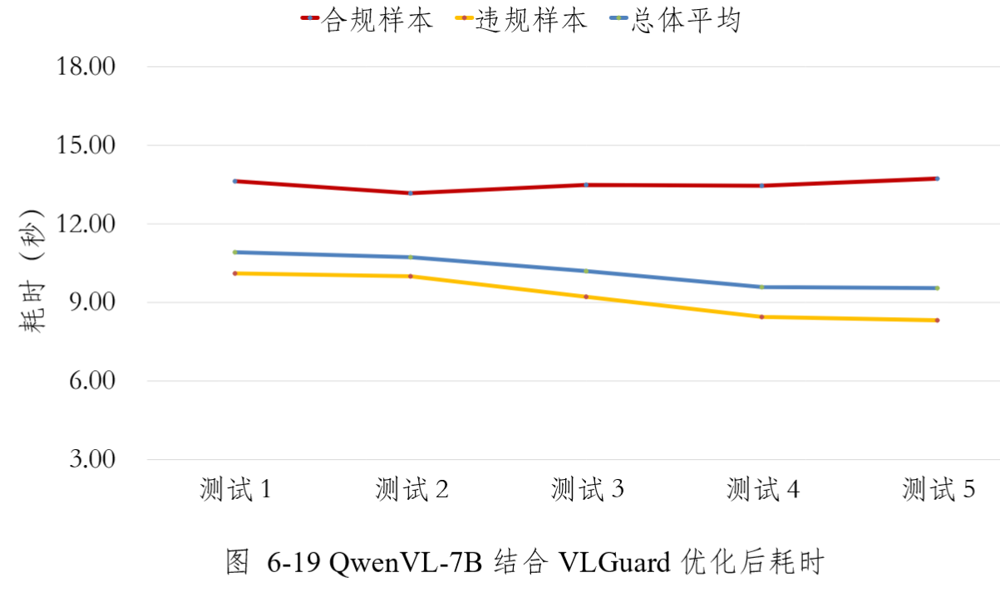 合规样本 违规样本 总体平均
18.00
15.00
12.00
9.00
6.00
3.00
耗时（秒）
测试 1 测试 2 测试 3 测试 4 测试 5
图 6-19 QwenVL-7B 结合 VLGuard 优化后耗时